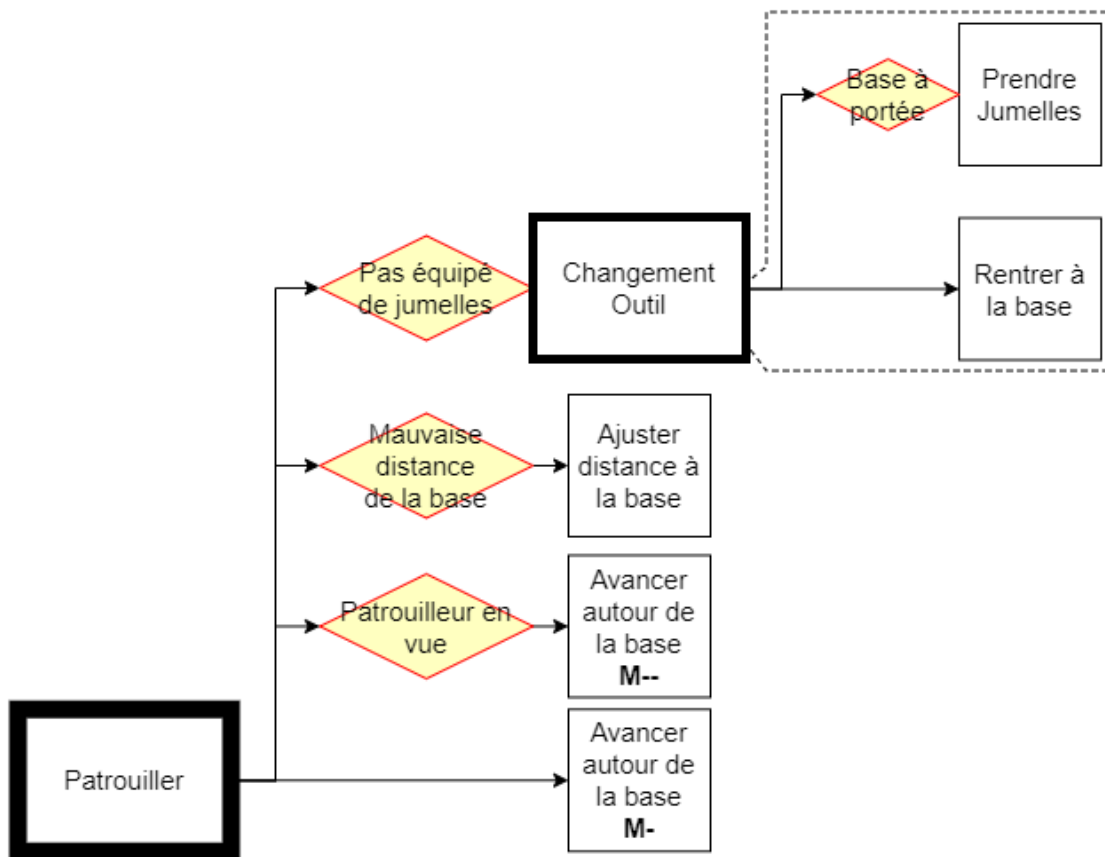 Base à
portée
Prendre
Jumelles
Pas équipé
de jumelles
Changement
Outil
Rentrer à
la base
Mauvaise
distance
de la base
Ajuster
distance à
la base
Patrouilleur en
vue
Avancer
autour de
la base
M--
Patrouiller
Avancer
autour de
la base
M-